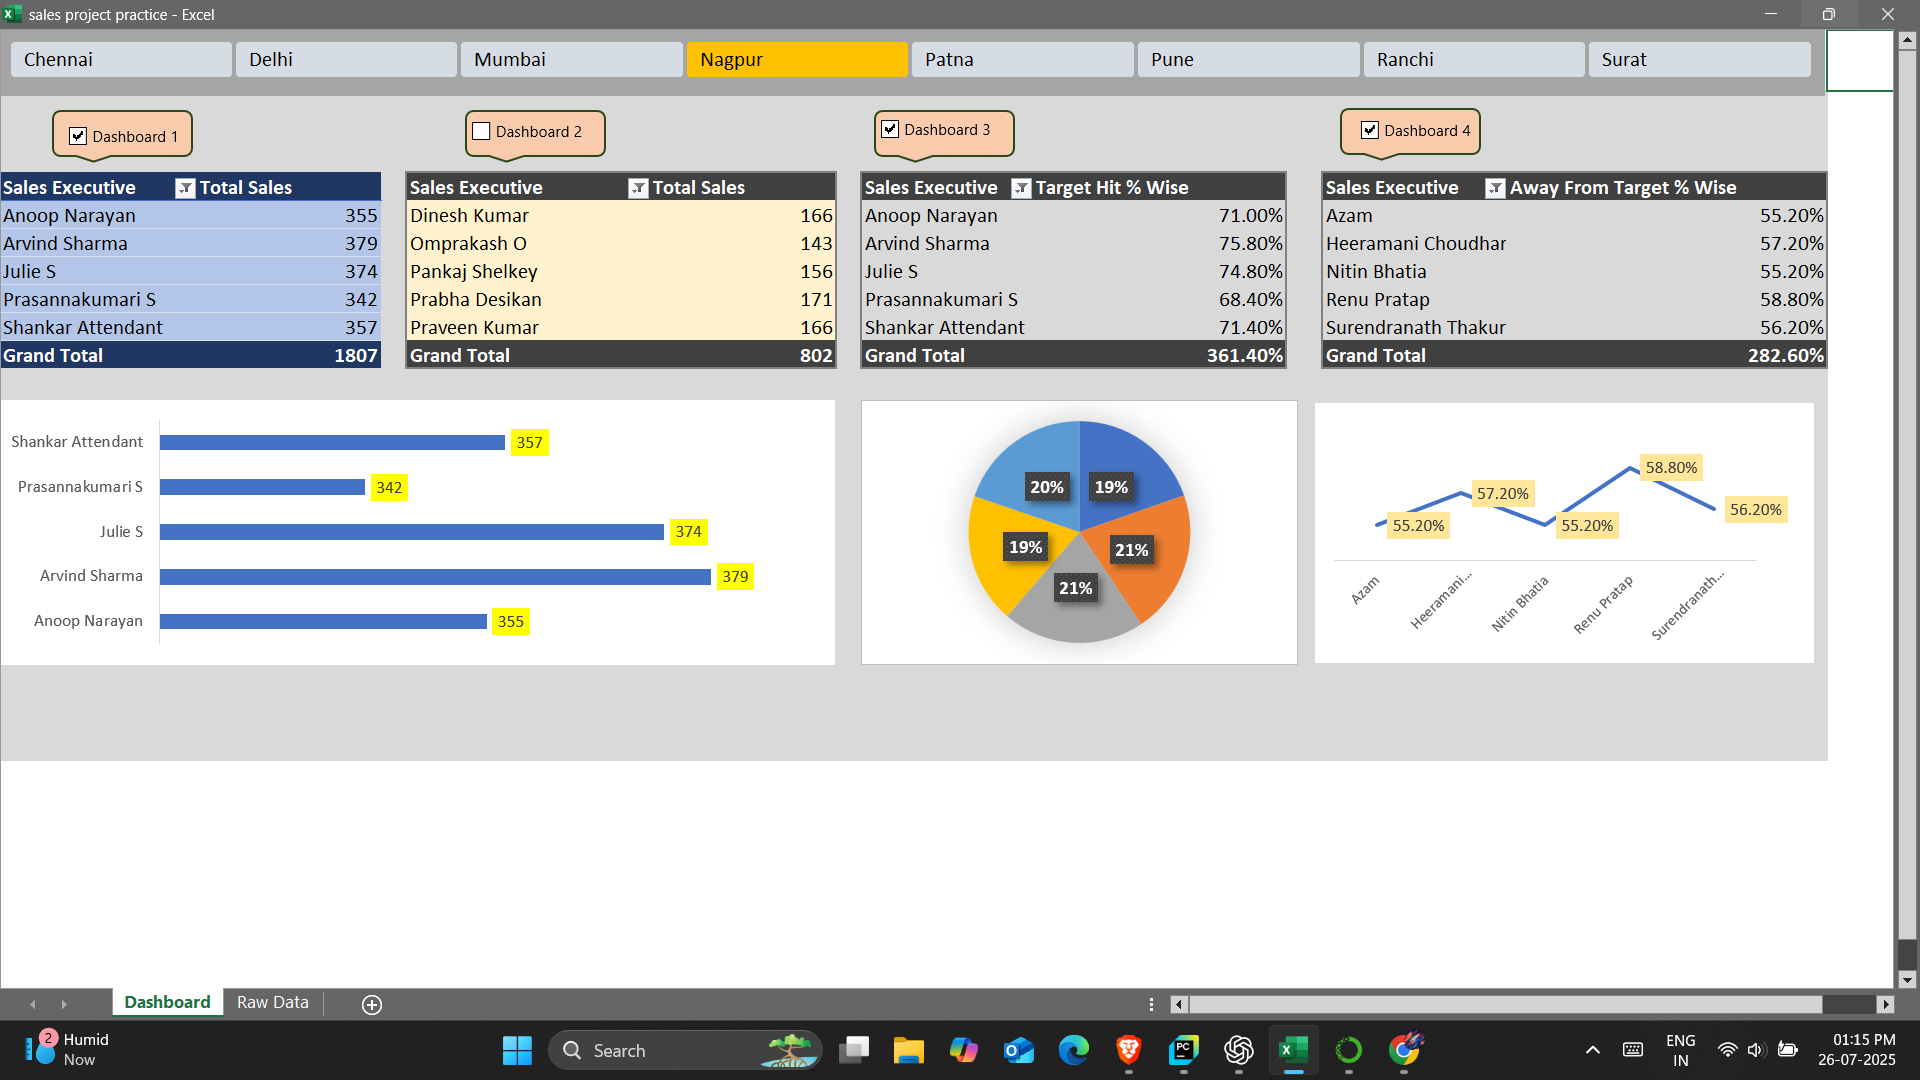 sales project practice - Excel
Chennai Delhi Mumbai Nagpur Patna Pune Ranchi Surat
Dashboard 1 Dashboard 2 Dashboard 3 Dashboard 4
Sales Executive Total Sales
Anoop Narayan 355
Arvind Sharma 379
Julie S 374
Prasannakumari S 342
Shankar Attendant 357
Grand Total 1807
Sales Executive Total Sales
Dinesh Kumar 166
Omprakash O 143
Pankaj Shelkey 156
Prabha Desikan 171
Praveen Kumar 166
Grand Total 802
Sales Executive Target Hit % Wise
Anoop Narayan 71.00%
Arvind Sharma 75.80%
Julie S 74.80%
Prasannakumari S 68.40%
Shankar Attendant 71.40%
Grand Total 361.40%
Sales Executive Away From Target % Wise
Azam 55.20%
Heeramani Choudhar 57.20%
Nitin Bhatia 55.20%
Renu Pratap 58.80%
Surendranath Thakur 56.20%
Grand Total 282.60%
Shankar Attendant 357
Prasannakumari S 342
Julie S 374
Arvind Sharma 379
Anoop Narayan 355
20% 19%
19% 21%
21%
55.20% 57.20% 55.20% 58.80% 56.20%
Azam Heeramani... Nitin Bhatia Renu Pratap Surendranath...
Dashboard Raw Data
2 Humid
Now
Search
PC
ENG
IN
01:15 PM
26-07-2025